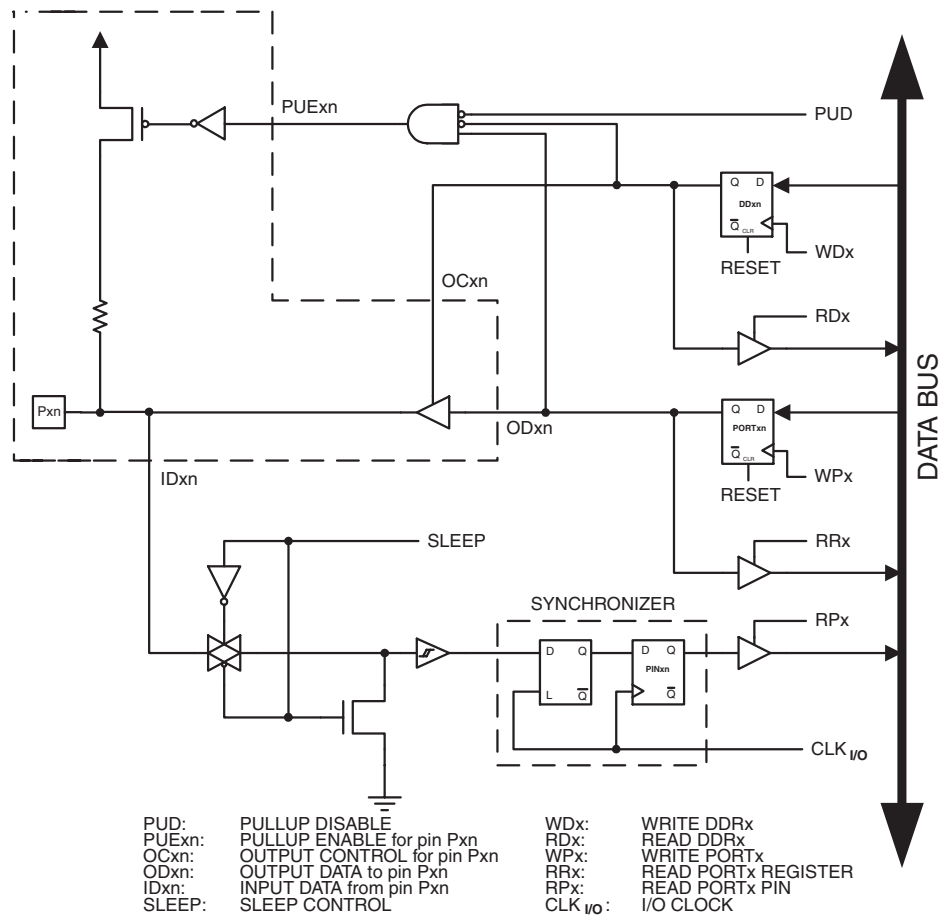 PUExn
PUD
Q D
DDxn
Q CLR
WDx
RESET
OCxn
RDx
Pxn
ODxn
Q D
PORTxn
Q CLR
WPx
RESET
IDxn
SLEEP
RRx
SYNCHRONIZER
RPx
D Q
L Q
D Q
PINxn
Q
CLK I/O
DATA BUS
PUD: PULLUP DISABLE
PUExn: PULLUP ENABLE for pin Pxn
OCxn: OUTPUT CONTROL for pin Pxn
ODxn: OUTPUT DATA to pin Pxn
IDxn: INPUT DATA from pin Pxn
SLEEP: SLEEP CONTROL
WDx: WRITE DDRx
RDx: READ DDRx
WPx: WRITE PORTx
RRx: READ PORTx REGISTER
RPx: READ PORTx PIN
CLK I/O: I/O CLOCK